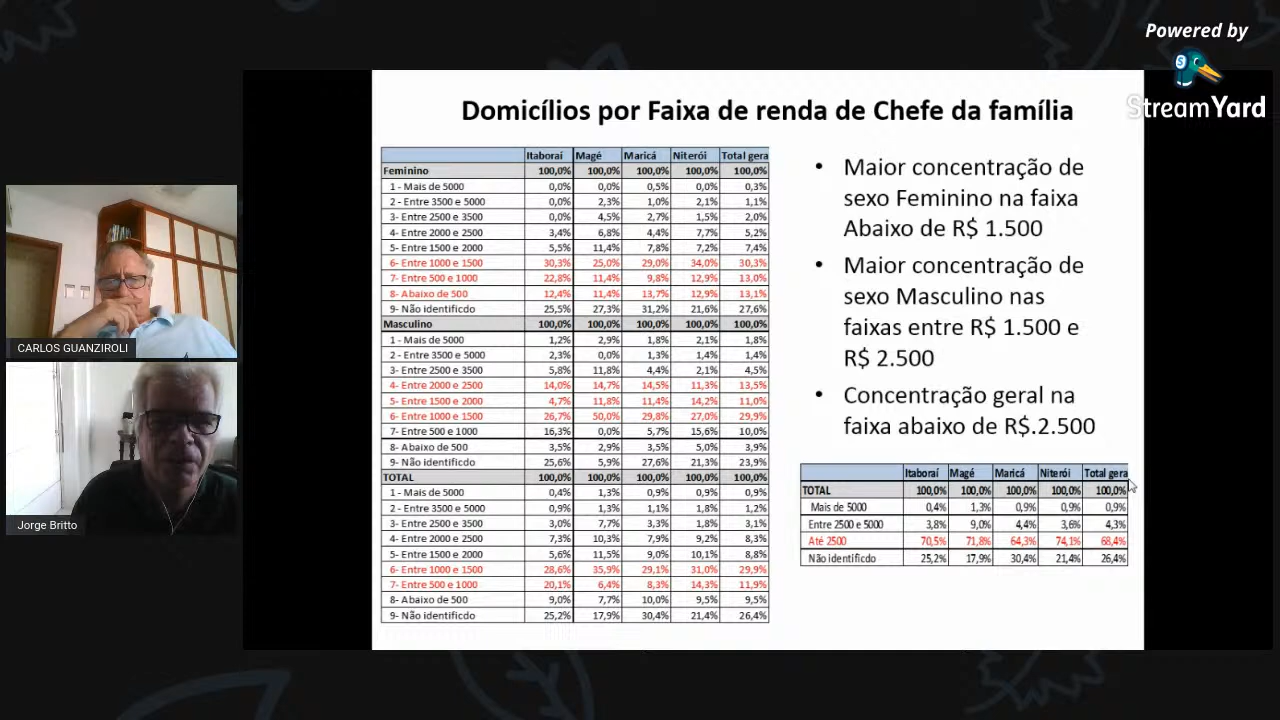 Powered by
StreamYard
Domicílios por Faixa de renda de Chefe da família
Itaboraí Magé Maricá Niterói Total gera
Feminino 100,0% 100,0% 100,0% 100,0% 100,0%
1 - Mais de 5000 0,0% 0,0% 0,5% 0,0% 0,3%
2 - Entre 3500 e 5000 0,0% 2,3% 1,0% 2,1% 1,1%
3- Entre 2500 e 3500 0,0% 4,5% 2,7% 1,5% 2,0%
4- Entre 2000 e 2500 3,4% 6,8% 4,4% 7,7% 5,2%
5- Entre 1500 e 2000 5,5% 11,4% 7,8% 7,2% 7,4%
6- Entre 1000 e 1500 30,3% 25,0% 29,0% 34,0% 30,3%
7- Entre 500 e 1000 22,8% 11,4% 9,8% 12,9% 13,0%
8- Abaixo de 500 12,4% 11,4% 13,7% 12,9% 13,1%
9- Não identificdo 25,5% 27,3% 31,2% 21,6% 27,6%
Masculino 100,0% 100,0% 100,0% 100,0% 100,0%
1 - Mais de 5000 1,2% 2,9% 1,8% 2,1% 1,8%
2 - Entre 3500 e 5000 2,3% 0,0% 1,3% 1,4% 1,4%
3- Entre 2500 e 3500 5,8% 11,8% 4,4% 2,1% 4,5%
4- Entre 2000 e 2500 14,0% 14,7% 14,5% 11,3% 13,5%
5- Entre 1500 e 2000 4,7% 11,8% 11,4% 14,2% 11,0%
6- Entre 1000 e 1500 26,7% 50,0% 29,8% 27,0% 29,9%
7- Entre 500 e 1000 16,3% 0,0% 5,7% 15,6% 10,0%
8- Abaixo de 500 3,5% 2,9% 3,5% 5,0% 3,9%
9- Não identificdo 25,6% 5,9% 27,6% 21,3% 23,9%
TOTAL 100,0% 100,0% 100,0% 100,0% 100,0%
1 - Mais de 5000 0,4% 1,3% 0,9% 0,9% 0,9%
2 - Entre 3500 e 5000 0,9% 1,3% 1,1% 1,8% 1,2%
3- Entre 2500 e 3500 3,0% 7,7% 3,3% 1,8% 3,1%
4- Entre 2000 e 2500 7,3% 10,3% 7,9% 9,2% 8,3%
5- Entre 1500 e 2000 5,6% 11,5% 9,0% 10,1% 8,8%
6- Entre 1000 e 1500 28,6% 35,9% 29,1% 31,0% 29,9%
7- Entre 500 e 1000 20,1% 6,4% 8,3% 14,3% 11,9%
8- Abaixo de 500 9,0% 7,7% 10,0% 9,5% 9,5%
9- Não identificdo 25,2% 17,9% 30,4% 21,4% 26,4%
• Maior concentração de
sexo Feminino na faixa
Abaixo de R$ 1.500
• Maior concentração de
sexo Masculino nas
faixas entre R$ 1.500 e
R$ 2.500
• Concentração geral na
faixa abaixo de R$.2.500
Itaboraí Magé Maricá Niterói Total gera
TOTAL 100,0% 100,0% 100,0% 100,0% 100,0%
Mais de 5000 0,4% 1,3% 0,9% 0,9% 0,9%
Entre 2500 e 5000 3,8% 9,0% 4,4% 3,6% 4,3%
Até 2500 70,5% 71,8% 64,3% 74,1% 68,4%
Não identificdo 25,2% 17,9% 30,4% 21,4% 26,4%
CARLOS GUANZIROLI
Jorge Britto